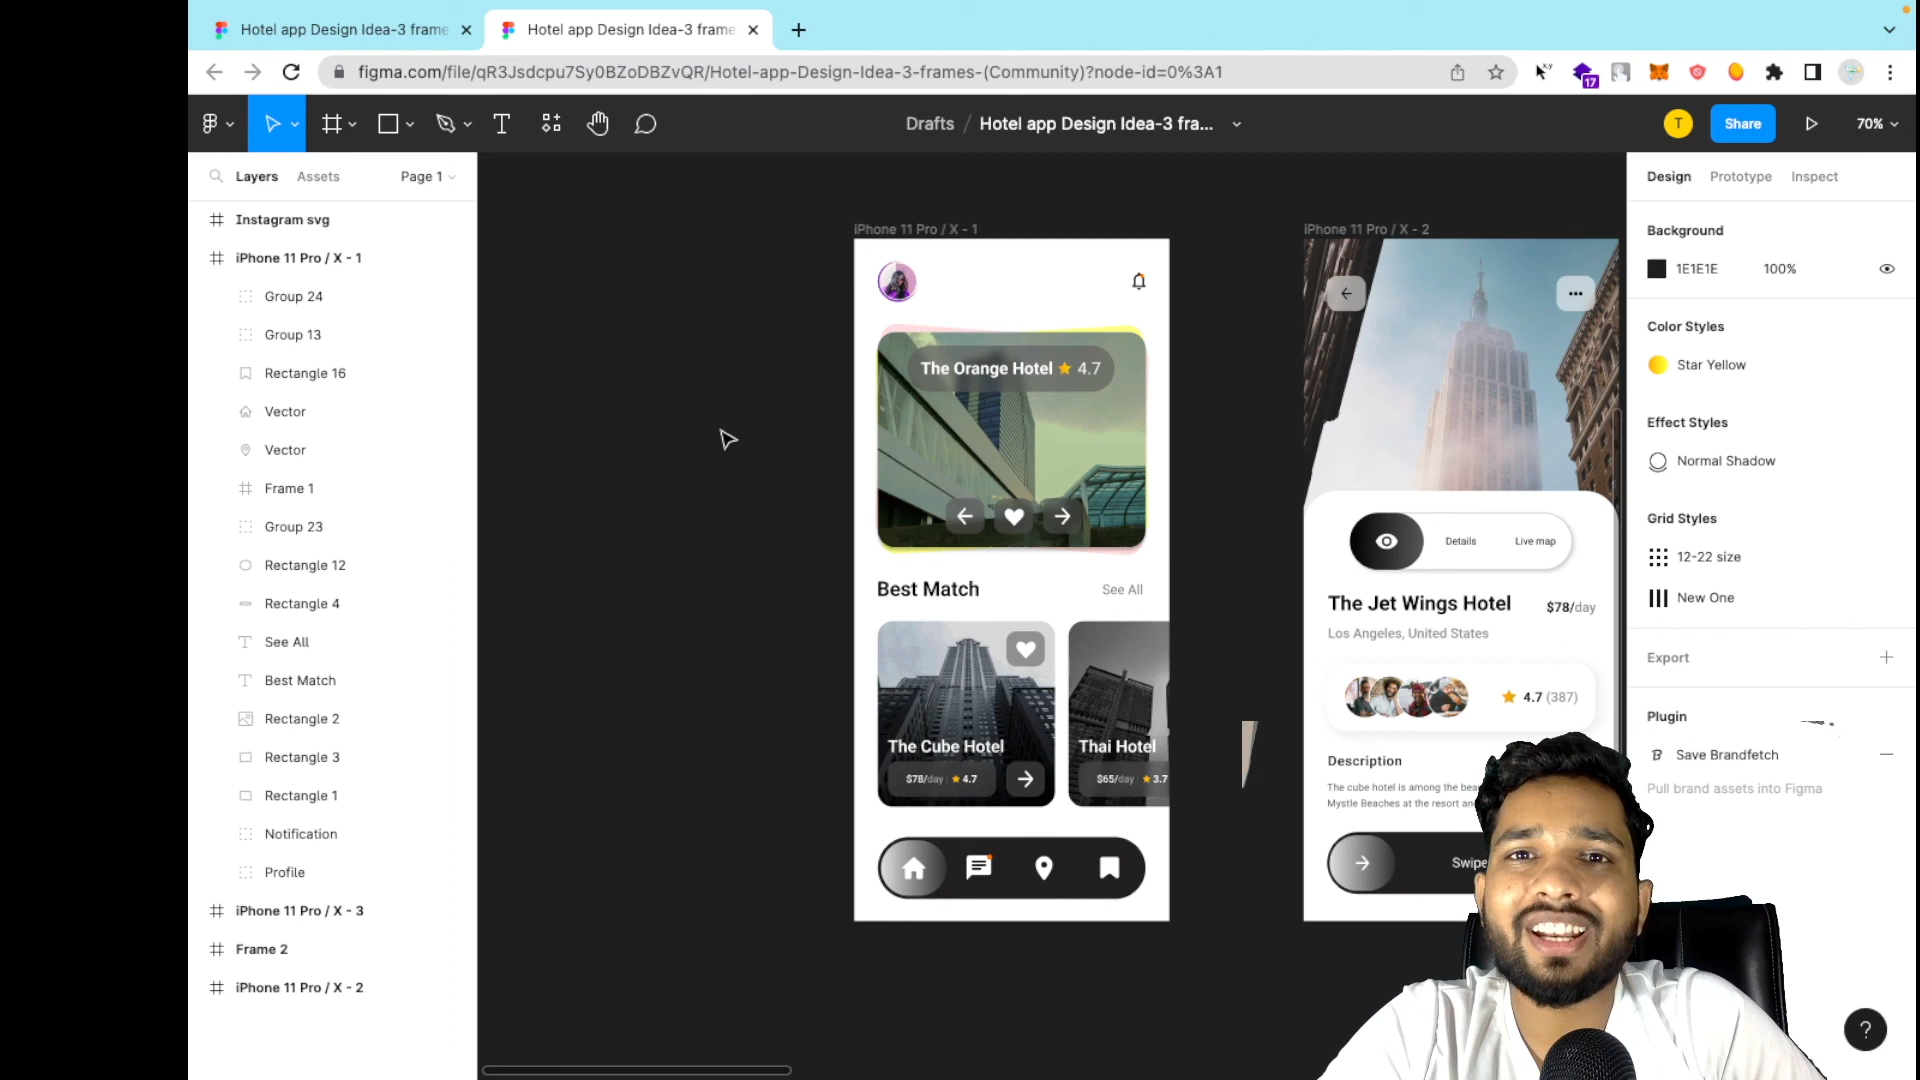 Hotel app Design Idea-3 frame
Hotel app Design Idea-3 frame
figma.com/file/qR3Jsdcpu7Sy0BZoDBZvQR/Hotel-app-Design-Idea-3-frames-(Community)?node-id=0%3A1
17
Drafts / Hotel app Design Idea-3 fra...
T
Share
70%
Layers
Assets
Page 1
Instagram svg
iPhone 11 Pro / X - 1
Group 24
Group 13
Rectangle 16
Vector
Vector
Frame 1
Group 23
Rectangle 12
Rectangle 4
See All
Best Match
Rectangle 2
Rectangle 3
Rectangle 1
Notification
Profile
iPhone 11 Pro / X - 3
Frame 2
iPhone 11 Pro / X - 2
iPhone 11 Pro / X - 1
The Orange Hotel 4.7
Best Match
See All
The Cube Hotel
$78/day 4.7
Thai Hotel
$65/day 3.7
iPhone 11 Pro / X - 2
Details
Live map
The Jet Wings Hotel
$78/day
Los Angeles, United States
4.7 (387)
Description
The cube hotel is among the
Mystle Beaches at the resort
Swipe
Design
Prototype
Inspect
Background
1E1E1E
100%
Color Styles
Star Yellow
Effect Styles
Normal Shadow
Grid Styles
12-22 size
New One
Export
Plugin
Save Brandfetch
Pull brand assets into Figma
?